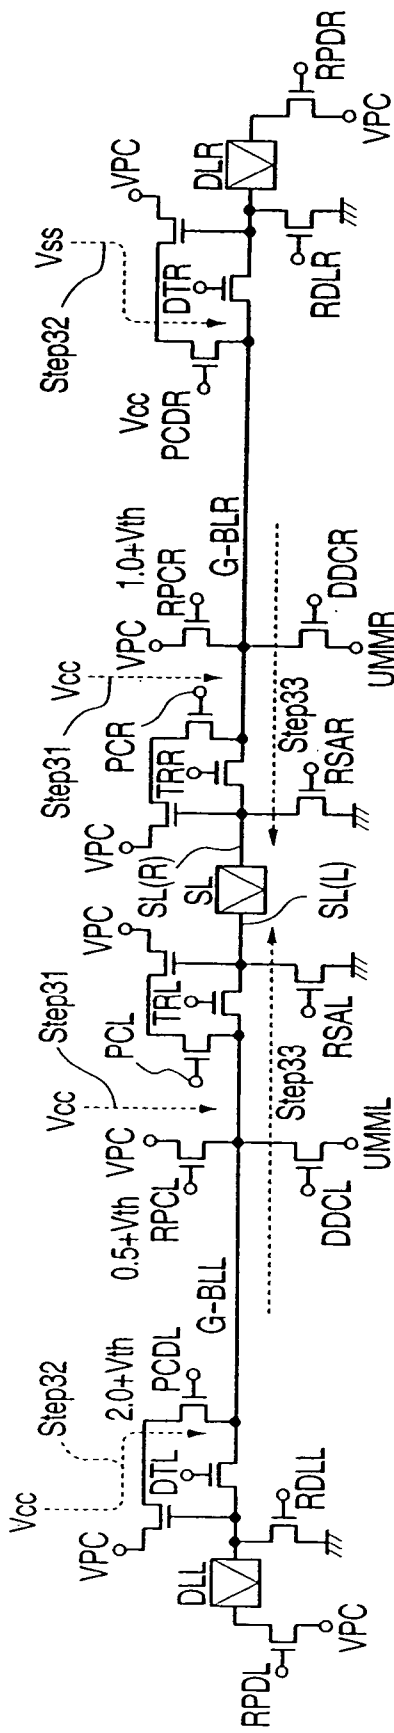 Vcc
Step32
VPC
2.0+Vth
PCDL
DTL
DLL
RDLL
RPDL
VPC
G-BLL
0.5+Vth
RPCL
VPC
DDCL
UMML
Vcc
Step31
PCL
TRL
VPC
RSAL
Step33
SL(L)
SL
SL(R)
VPC
TRR
PCR
Step31
Vcc
RSAR
Step33
VPC
1.0+Vth
RPCR
DDCR
UMMR
G-BLR
Vcc
PCDR
Step32
Vss
DTR
VPC
RDLR
DLR
RPDR
VPC